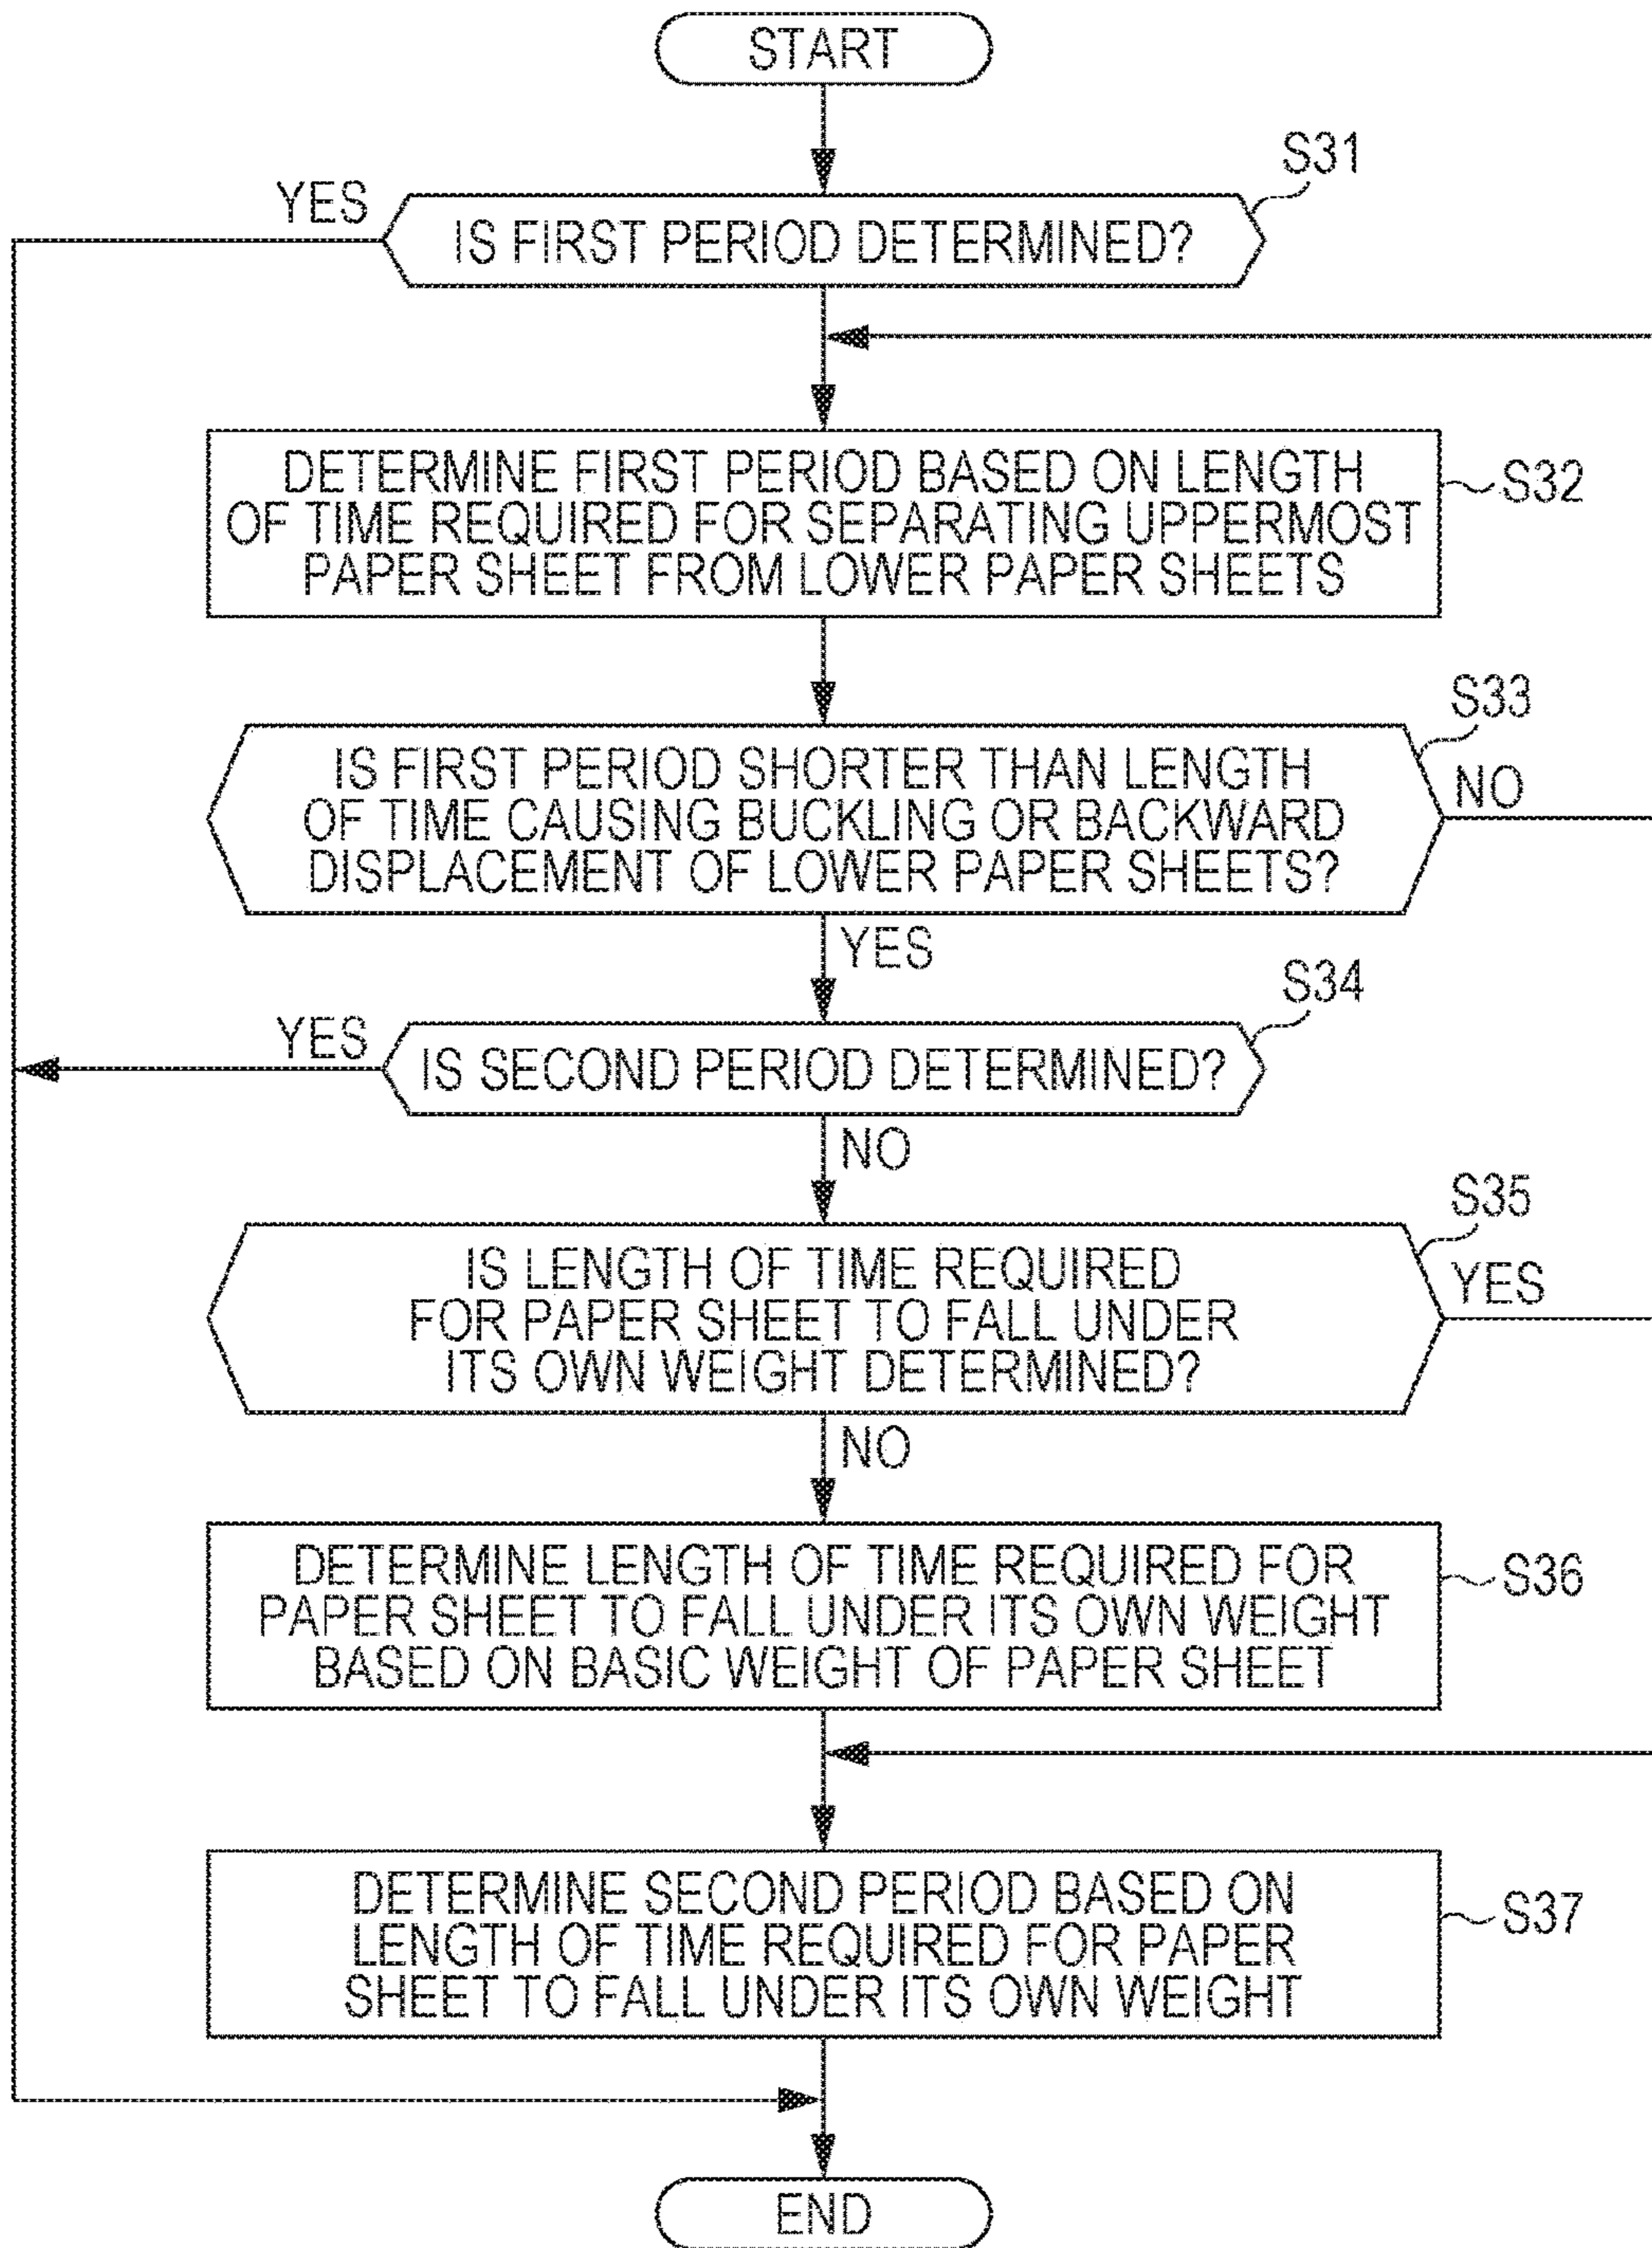 START
S31
YES
IS FIRST PERIOD DETERMINED?
DETERMINE FIRST PERIOD BASED ON LENGTH
OF TIME REQUIRED FOR SEPARATING UPPERMOST
PAPER SHEET FROM LOWER PAPER SHEETS
S32
S33
IS FIRST PERIOD SHORTER THAN LENGTH
OF TIME CAUSING BUCKLING OR BACKWARD
DISPLACEMENT OF LOWER PAPER SHEETS?
NO
YES
S34
YES
IS SECOND PERIOD DETERMINED?
NO
S35
IS LENGTH OF TIME REQUIRED
FOR PAPER SHEET TO FALL UNDER
ITS OWN WEIGHT DETERMINED?
YES
NO
DETERMINE LENGTH OF TIME REQUIRED FOR
PAPER SHEET TO FALL UNDER ITS OWN WEIGHT
BASED ON BASIC WEIGHT OF PAPER SHEET
S36
DETERMINE SECOND PERIOD BASED ON
LENGTH OF TIME REQUIRED FOR PAPER
SHEET TO FALL UNDER ITS OWN WEIGHT
S37
END